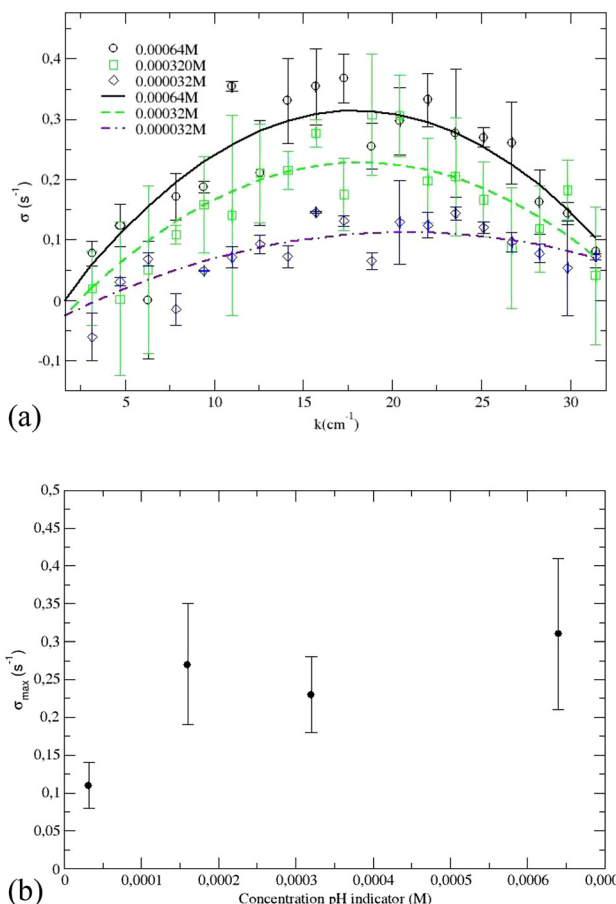 0,4
0,3
0,2
0,1
0
-0,1
σ (s⁻¹)
0.00064M
0.000320M
0.000032M
0.00064M
0.00032M
0.000032M
5 10 15 20 25 30
k(cm⁻¹)
(a)
0,5
0,45
0,4
0,35
0,3
0,25
0,2
0,15
0,1
0,05
0
σmax (s⁻¹)
0 0,0001 0,0002 0,0003 0,0004 0,0005 0,0006 0,000
Concentration pH indicator (M)
(b)